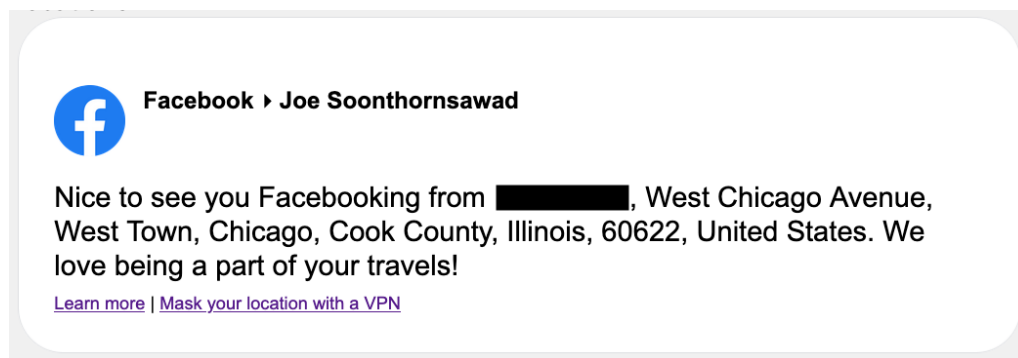 Facebook ▸ Joe Soonthornsawad
Nice to see you Facebooking from , West Chicago Avenue,
West Town, Chicago, Cook County, Illinois, 60622, United States. We
love being a part of your travels!
Learn more | Mask your location with a VPN